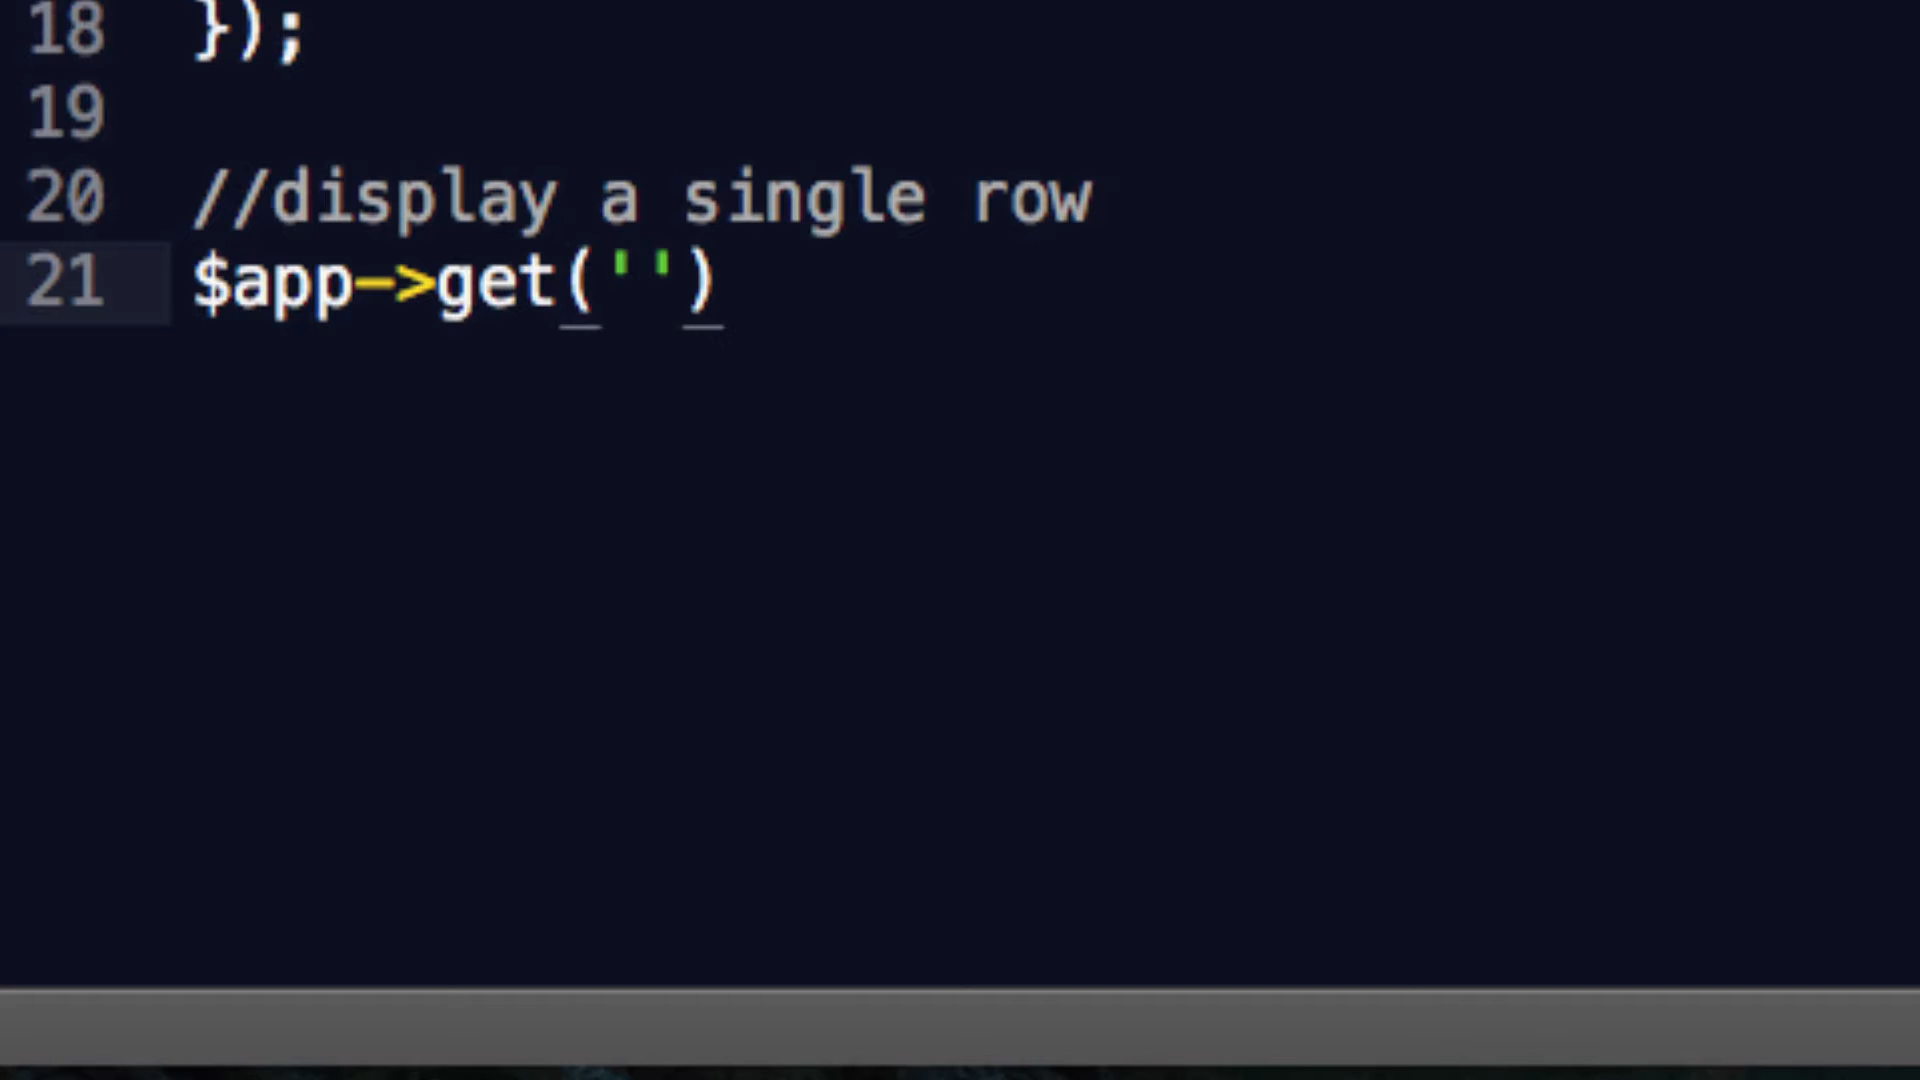 18 });
19
20 //display a single row
21 $app->get('')